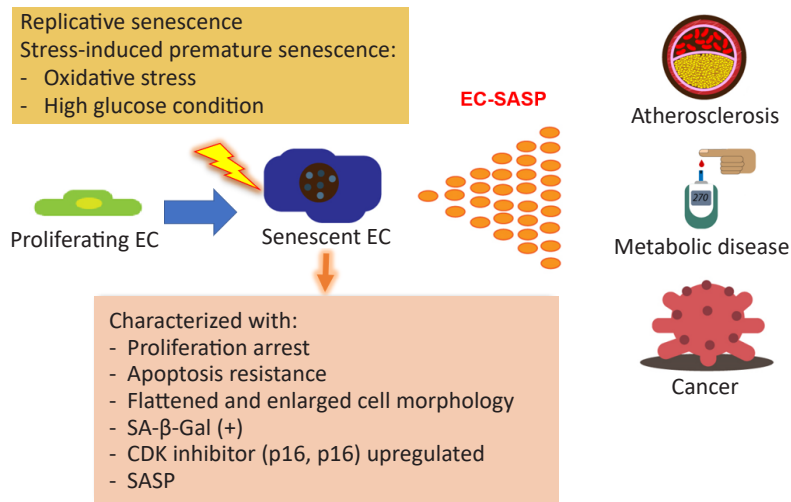 Replicative senescence
Stress-induced premature senescence:
- Oxidative stress
- High glucose condition
EC-SASP
Atherosclerosis
Proliferating EC
Senescent EC
270
Metabolic disease
Characterized with:
- Proliferation arrest
- Apoptosis resistance
- Flattened and enlarged cell morphology
- SA-β-Gal (+)
- CDK inhibitor (p16, p16) upregulated
- SASP
Cancer